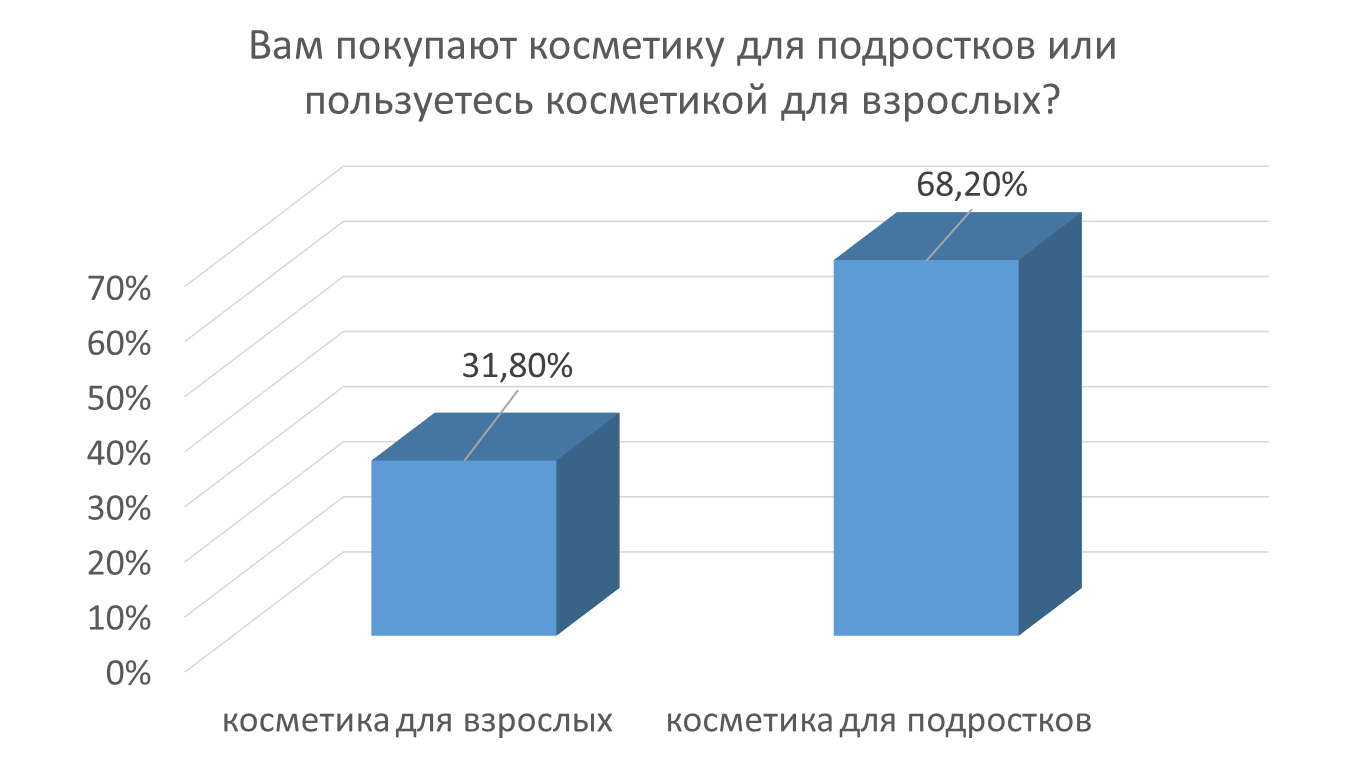 Вам покупают косметику для подростков или
пользуетесь косметикой для взрослых?
68,20%
31,80%
70%
60%
50%
40%
30%
20%
10%
0%
косметика для взрослых
косметика для подростков